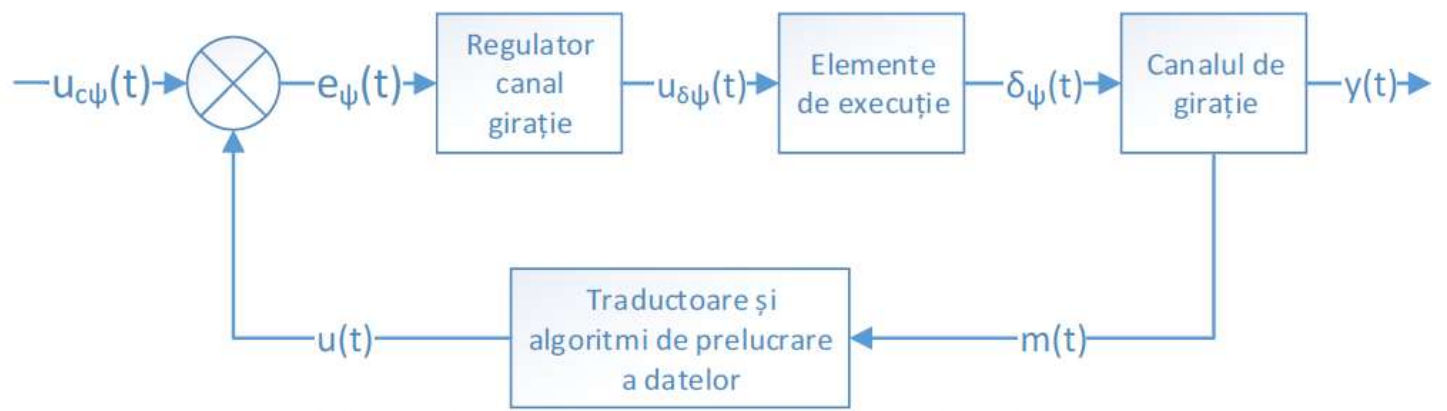 u_cψ(t)
e_ψ(t)
Regulator
canal
girație
u_δψ(t)
Elemente
de execuție
δ_ψ(t)
Canalul de
girație
y(t)
u(t)
Traductoare și
algoritmi de prelucrare
a datelor
m(t)